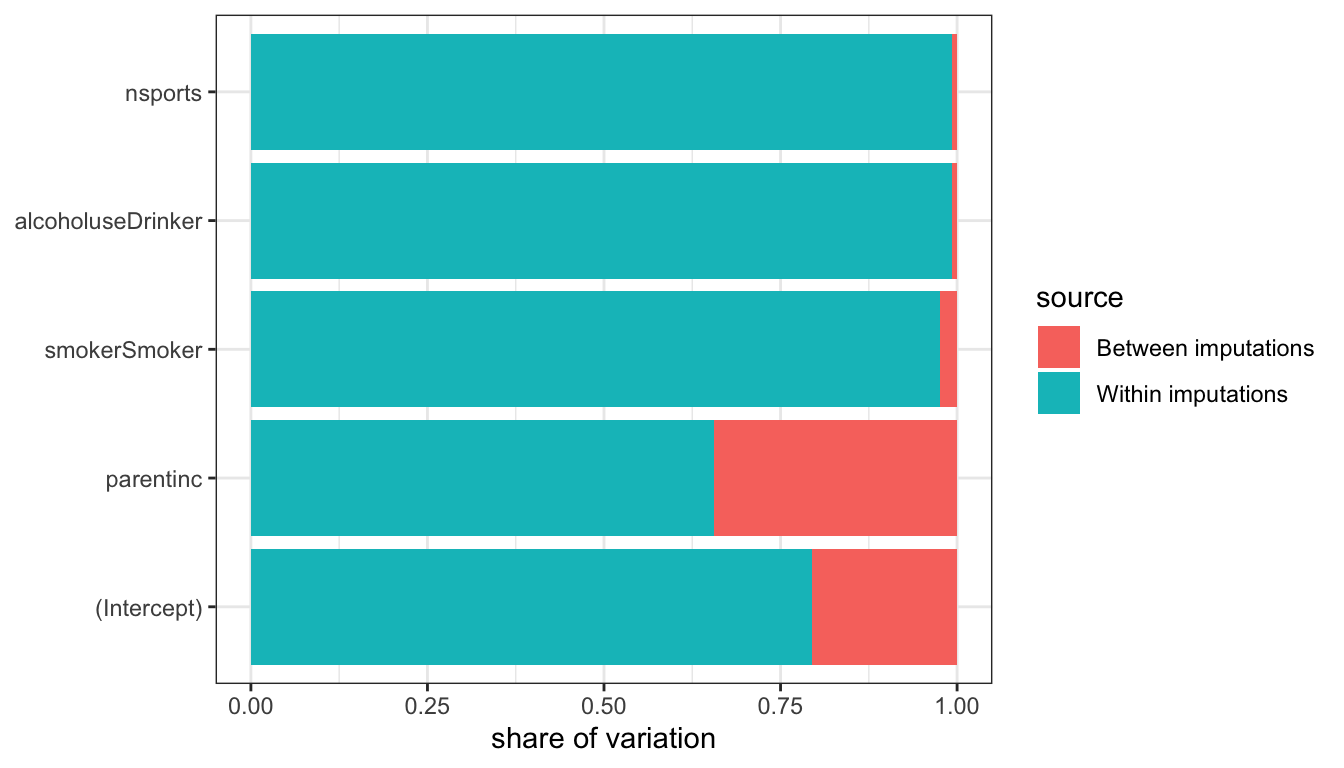 nsports
alcoholuseDrinker
smokerSmoker
parentinc
(Intercept)
0.00 0.25 0.50 0.75 1.00
share of variation
source
Between imputations
Within imputations